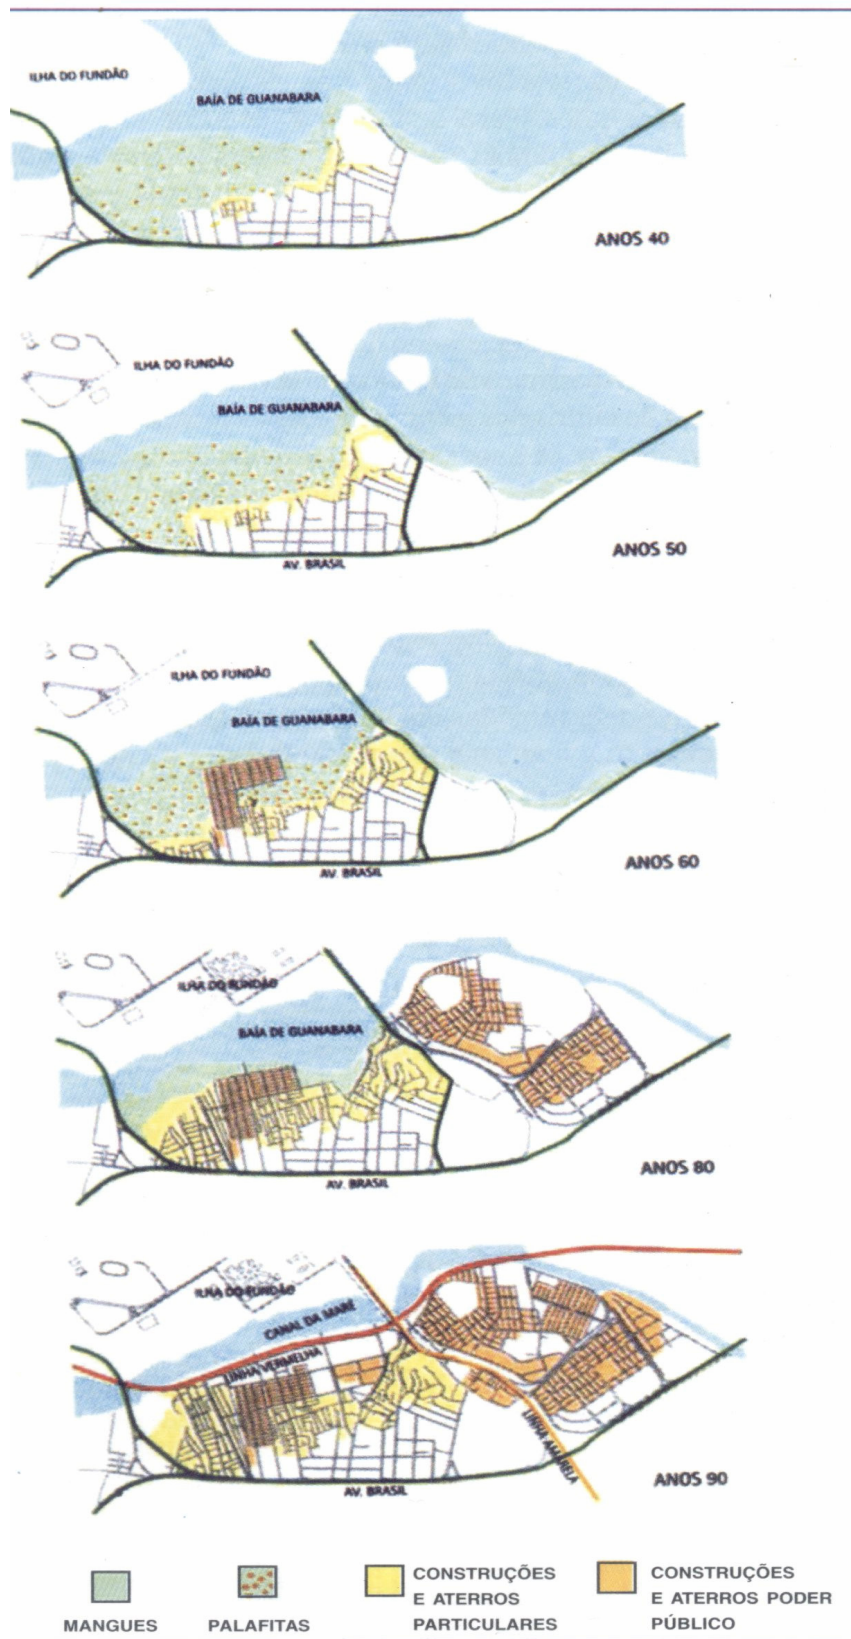 ILHA DO FUNDÃO
BAÍA DE GUANABARA
ANOS 40
ILHA DO FUNDÃO
BAÍA DE GUANABARA
ANOS 50
AV. BRASIL
ILHA DO FUNDÃO
BAÍA DE GUANABARA
ANOS 60
AV. BRASIL
ILHA DO FUNDÃO
BAÍA DE GUANABARA
ANOS 80
AV. BRASIL
ILHA DO FUNDÃO
CANAL DA MARÉ
LINHA VERMELHA
LINHA AMARELA
ANOS 90
AV. BRASIL
MANGUES
PALAFITAS
CONSTRUÇÕES
E ATERROS
PARTICULARES
CONSTRUÇÕES
E ATERROS PODER
PÚBLICO